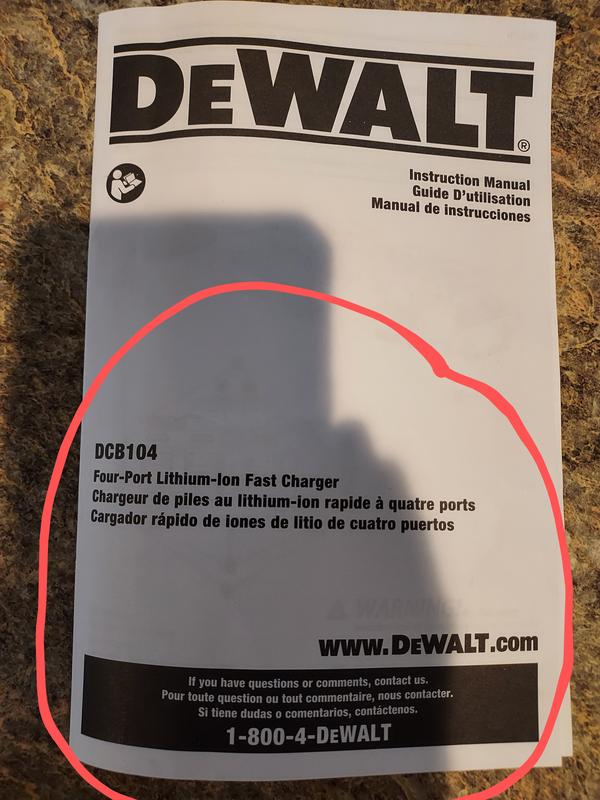 DEWALT®
Instruction Manual
Guide D'utilisation
Manual de instrucciones
DCB104
Four-Port Lithium-Ion Fast Charger
Chargeur de piles au lithium-ion rapide à quatre ports
Cargador rápido de iones de litio de cuatro puertos
WARNING!
www.DEWALT.com
If you have questions or comments, contact us.
Pour toute question ou tout commentaire, nous contacter.
Si tiene dudas o comentarios, contáctenos.
1-800-4-DEWALT